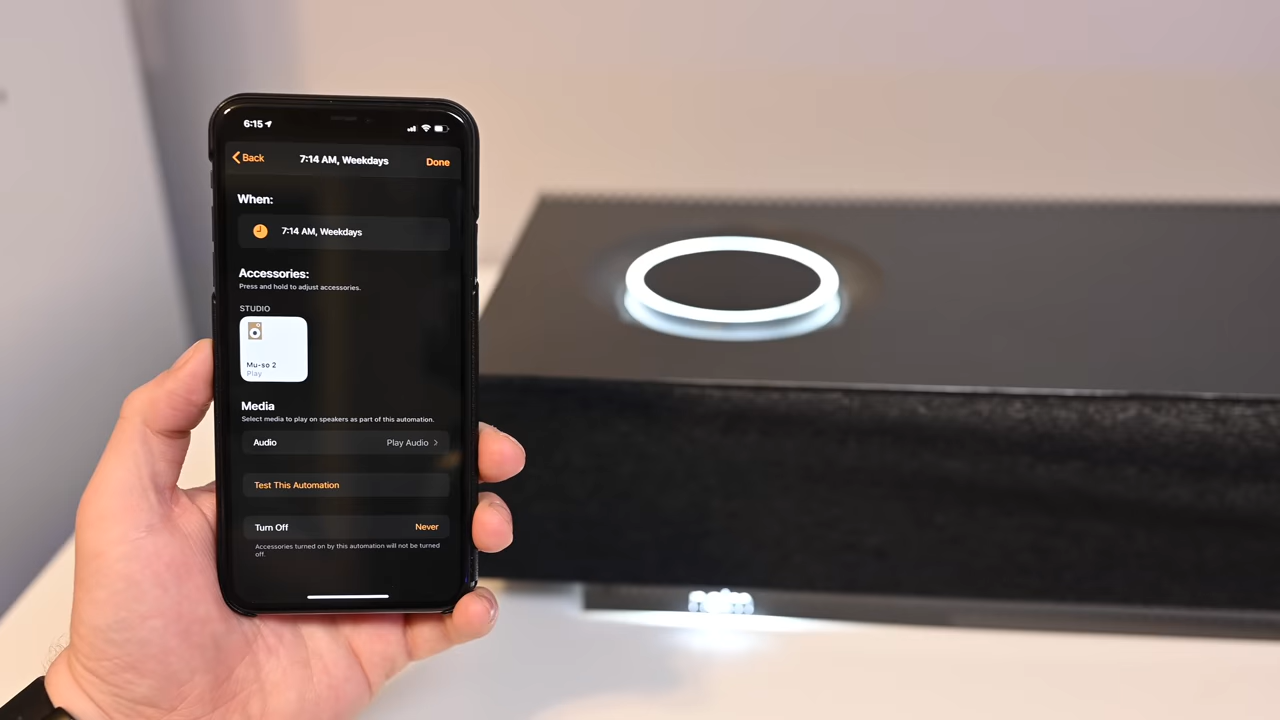 6:15
Back
7:14 AM, Weekdays
Done
When:
7:14 AM, Weekdays
Accessories:
Press and hold to adjust accessories.
STUDIO
Mu-so 2
Play
Media
Select media to play on speakers as part of this automation.
Audio
Play Audio
Test This Automation
Turn Off
Never
Accessories turned on by this automation will not be turned
off.